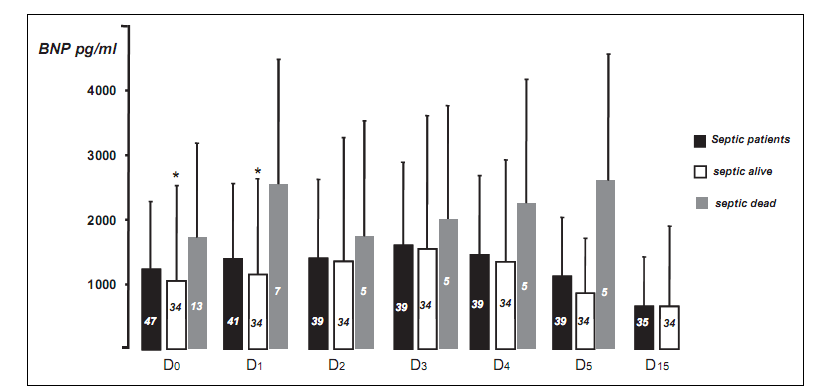 BNP pg/ml
4000
3000
2000
1000
* *
47 34 13 41 34 7 39 34 5 39 34 5 39 34 5 39 34 5 35 34
D0 D1 D2 D3 D4 D5 D15
Septic patients
septic alive
septic dead